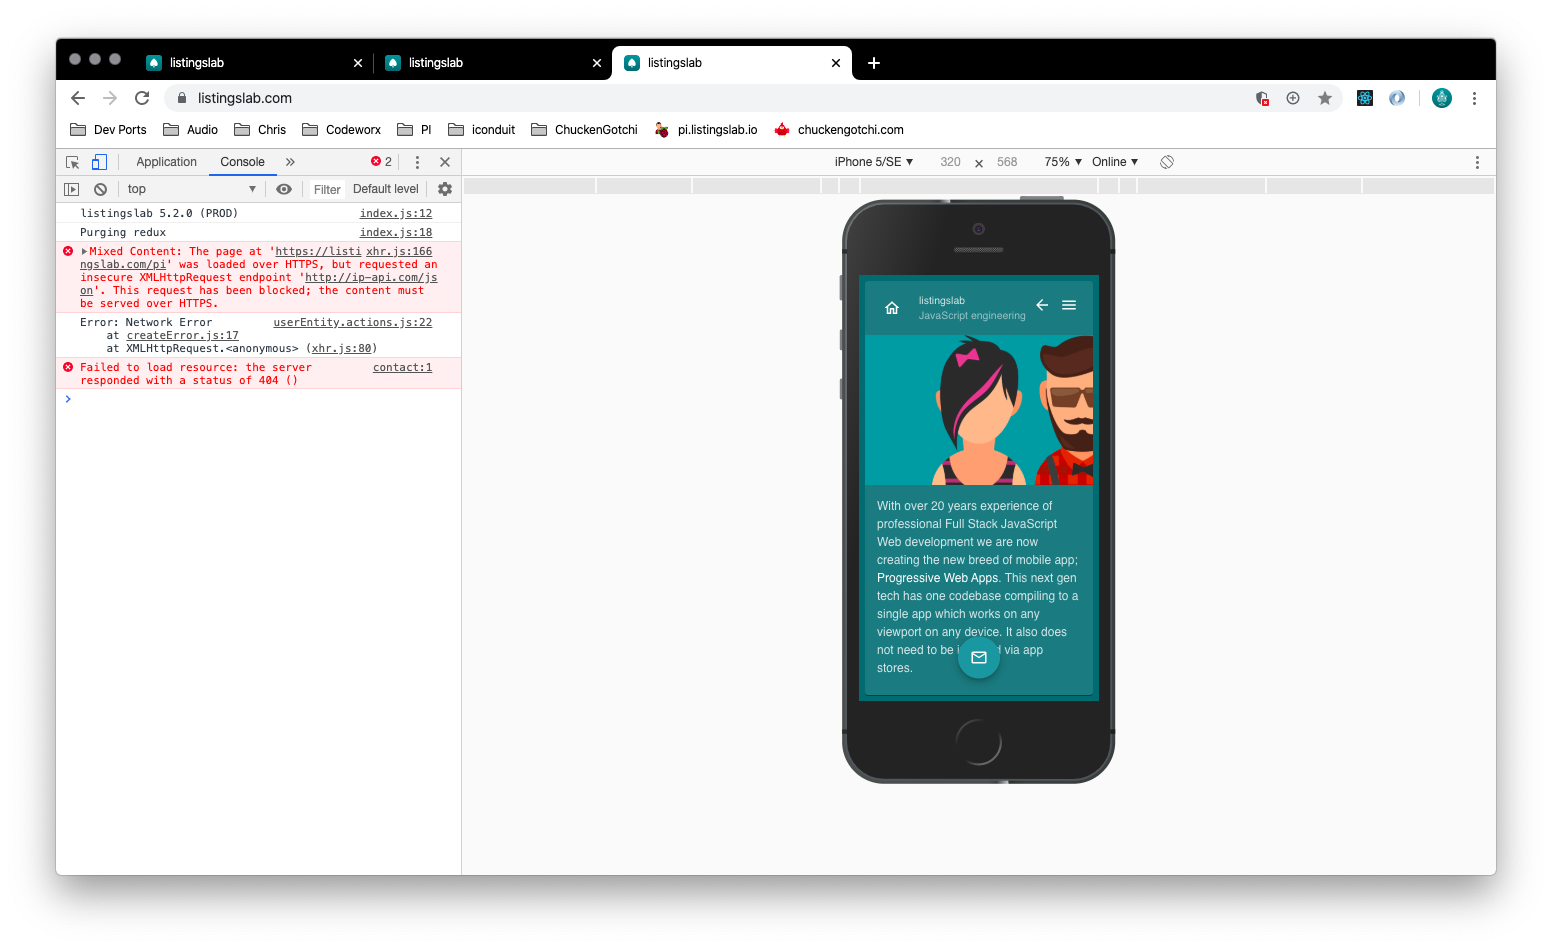 listingslab
listingslab
listingslab
listingslab.com
Dev Ports Audio Chris Codeworx PI iconduit ChuckenGotchi pi.listingslab.io chuckengotchi.com
Application Console 2
iPhone 5/SE 320 × 568 75% Online
top Filter Default level
listingslab 5.2.0 (PROD) index.js:12
Purging redux index.js:18
Mixed Content: The page at 'https://listi xhr.js:166
ngslab.com/pi' was loaded over HTTPS, but requested an
insecure XMLHttpRequest endpoint 'http://ip-api.com/js
on'. This request has been blocked; the content must
be served over HTTPS.
Error: Network Error userEntity.actions.js:22
at createError.js:17
at XMLHttpRequest.<anonymous> (xhr.js:80)
Failed to load resource: the server contact:1
responded with a status of 404 ()
listingslab
JavaScript engineering
With over 20 years experience of
professional Full Stack JavaScript
Web development we are now
creating the new breed of mobile app;
Progressive Web Apps. This next gen
tech has one codebase compiling to a
single app which works on any
viewport on any device. It also does
not need to be via app
stores.